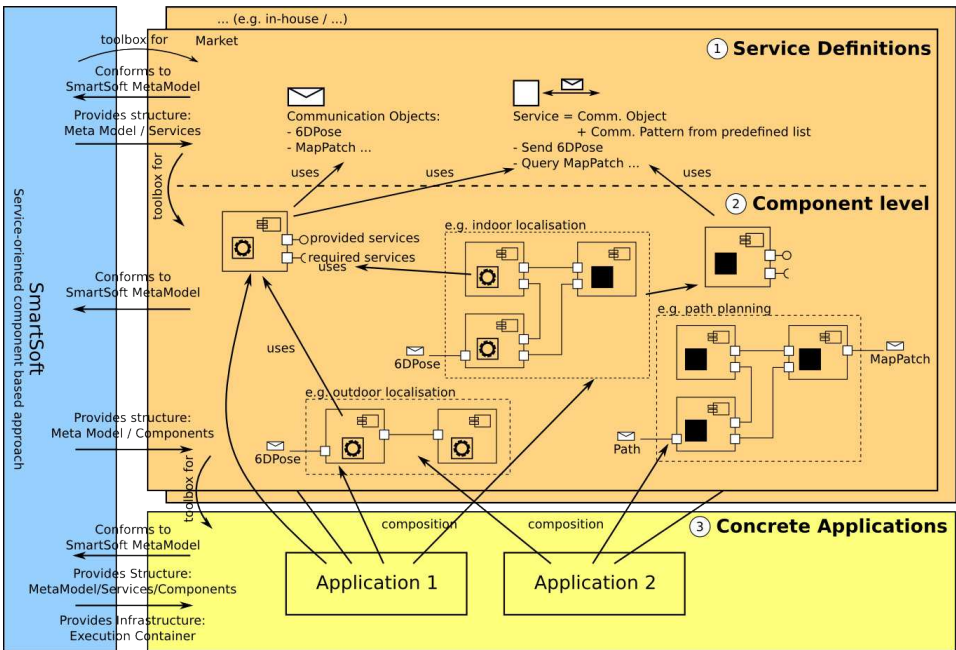 ... (e.g. in-house / ...)
toolbox for
Market
① Service Definitions
Conforms to
SmartSoft MetaModel
Provides structure:
Meta Model / Services
Communication Objects:
- 6DPose
- MapPatch ...
Service = Comm. Object
+ Comm. Pattern from predefined list
- Send 6DPose
- Query MapPatch ...
toolbox for
uses
uses
uses
② Component level
provided services
required services
uses
e.g. indoor localisation
6DPose
Conforms to
SmartSoft MetaModel
SmartSoft
Service-oriented component based approach
e.g. path planning
MapPatch
Path
uses
e.g. outdoor localisation
6DPose
Provides structure:
Meta Model / Components
toolbox for
composition
composition
③ Concrete Applications
Conforms to
SmartSoft MetaModel
Provides Structure:
MetaModel/Services/Components
Provides Infrastructure:
Execution Container
Application 1
Application 2